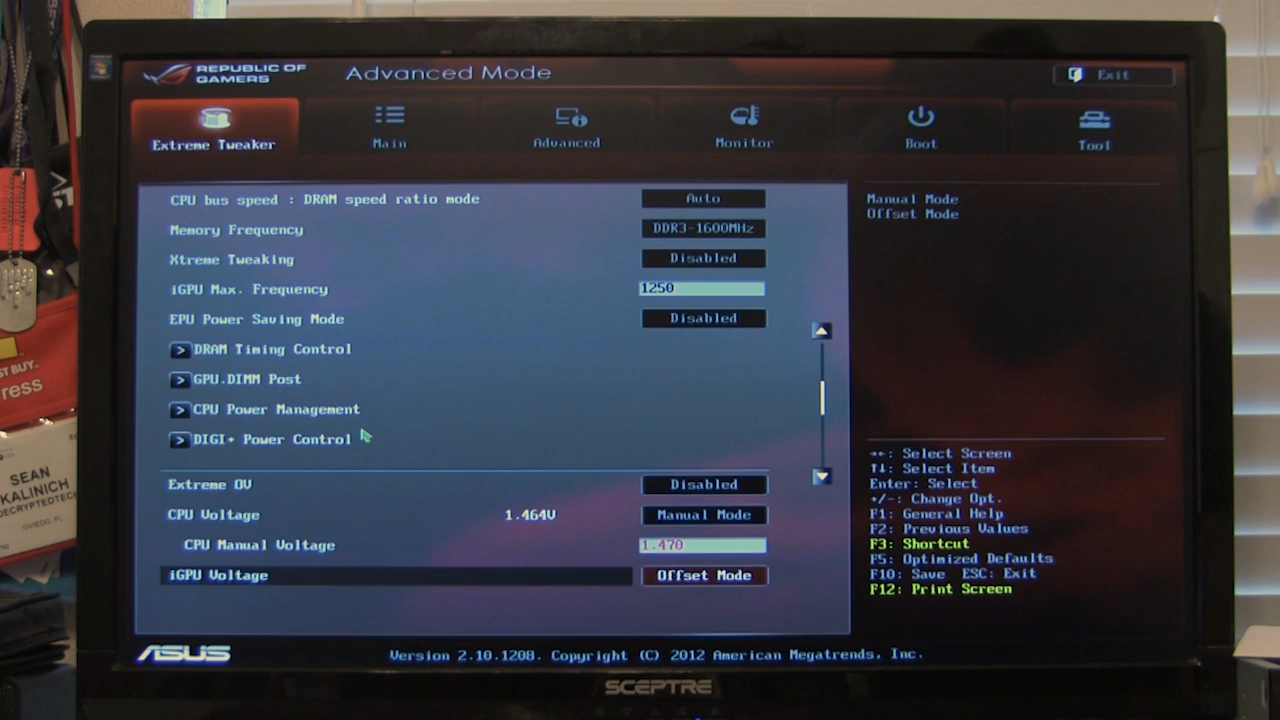 REPUBLIC OF
GAMERS
Advanced Mode
Exit
Extreme Tweaker
Main
Advanced
Monitor
Boot
Tool
CPU bus speed : DRAM speed ratio mode Auto
Memory Frequency DDR3-1600MHz
Xtreme Tweaking Disabled
iGPU Max. Frequency 1250
EPU Power Saving Mode Disabled
> DRAM Timing Control
> GPU.DIMM Post
> CPU Power Management
> DIGI+ Power Control
Extreme OV Disabled
CPU Voltage 1.464V Manual Mode
CPU Manual Voltage 1.470
iGPU Voltage Offset Mode
Manual Mode
Offset Mode
→←: Select Screen
↑↓: Select Item
Enter: Select
+/-: Change Opt.
F1: General Help
F2: Previous Values
F3: Shortcut
F5: Optimized Defaults
F10: Save ESC: Exit
F12: Print Screen
ASUS
Version 2.10.1208. Copyright (C) 2012 American Megatrends, Inc.
SCEPTRE
BUY.
ress
SEAN
KALINICH
DECRYPTEDTECH
OVIEDO, FL